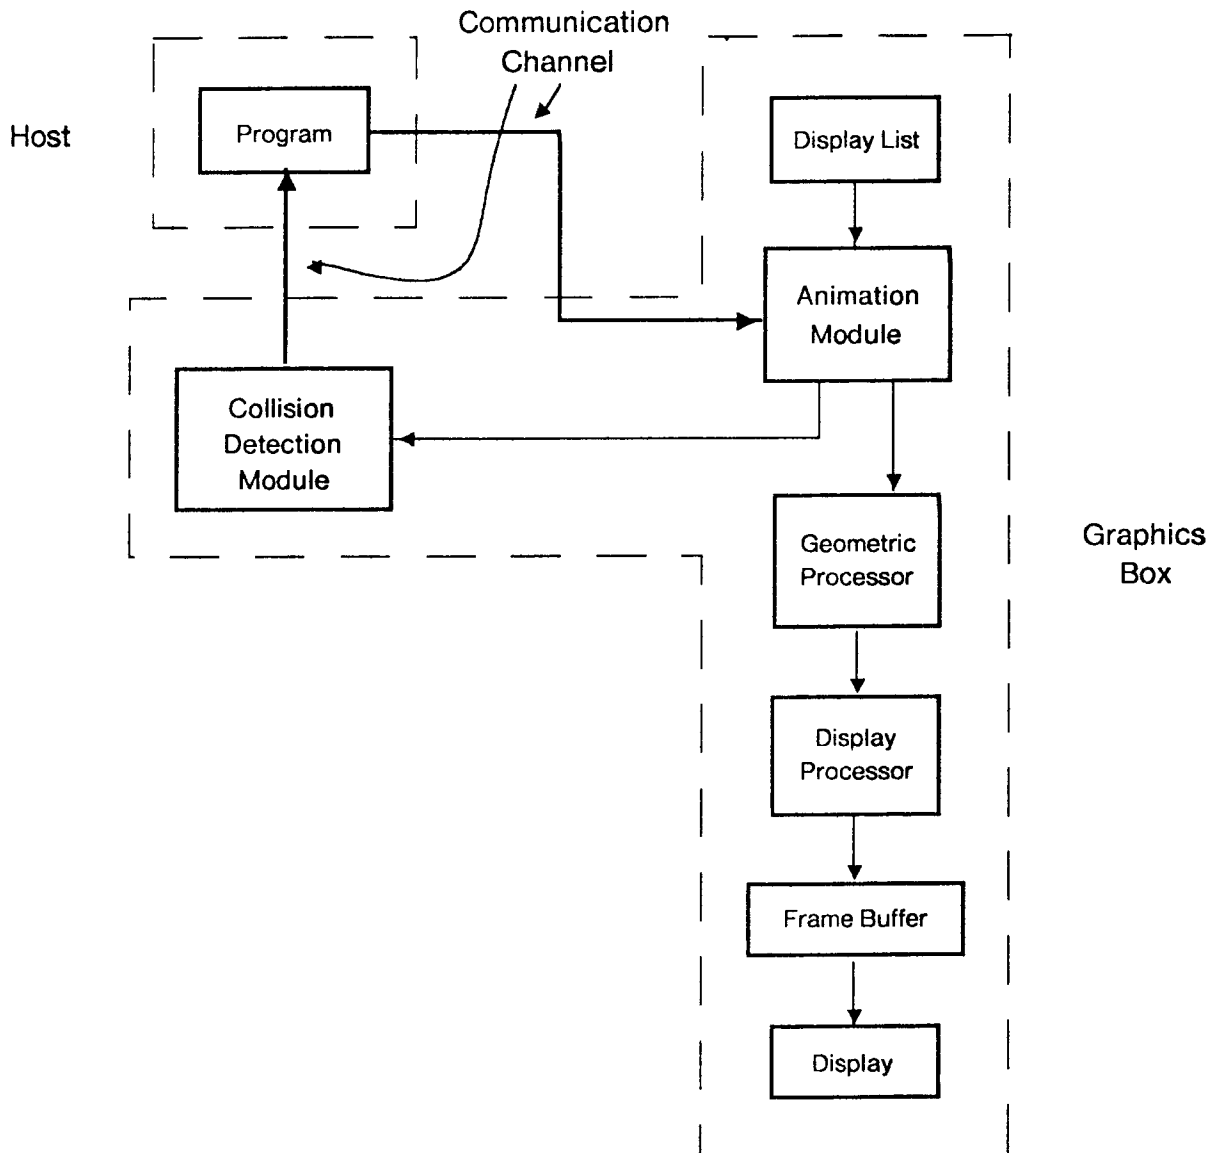 Communication
Channel
Host
Program
Display List
Animation
Module
Collision
Detection
Module
Geometric
Processor
Graphics
Box
Display
Processor
Frame Buffer
Display